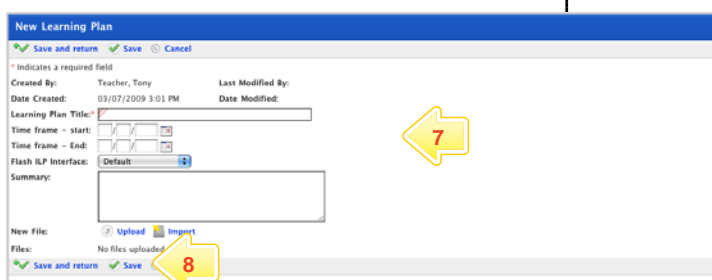 New Learning Plan
Save and return Save Cancel
* Indicates a required field
Created By: Teacher, Tony Last Modified By:
Date Created: 03/07/2009 3:01 PM Date Modified:
Learning Plan Title:*
Time frame - start: / /
Time frame - End: / /
7
Flash ILP Interface: Default
Summary:
New File: Upload Import
Files: No files uploaded
Save and return Save 8